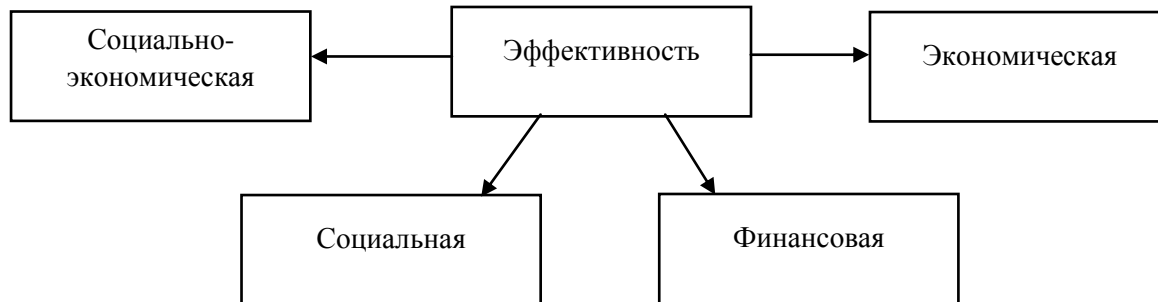 Социально-
экономическая
Эффективность
Экономическая
Социальная
Финансовая